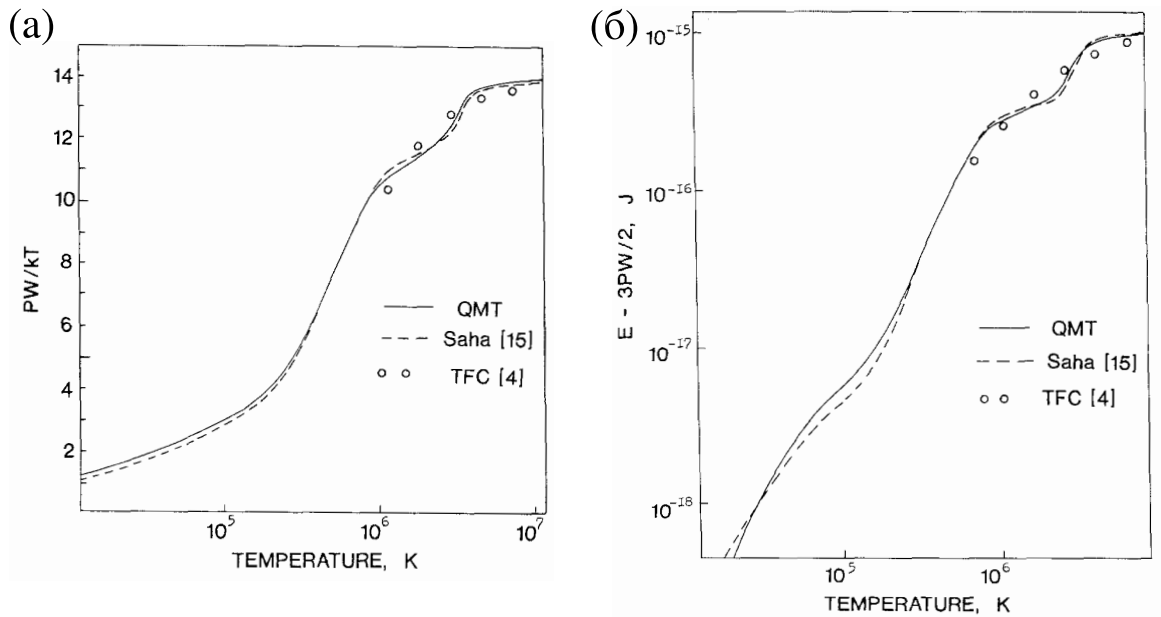 (а)
PW/kT
14
12
10
8
6
4
2
QMT
Saha [15]
TFC [4]
10⁵
10⁶
10⁷
TEMPERATURE, K
(б)
E - 3PW/2, J
10⁻¹⁵
10⁻¹⁶
10⁻¹⁷
10⁻¹⁸
QMT
Saha [15]
TFC [4]
10⁵
10⁶
TEMPERATURE, K